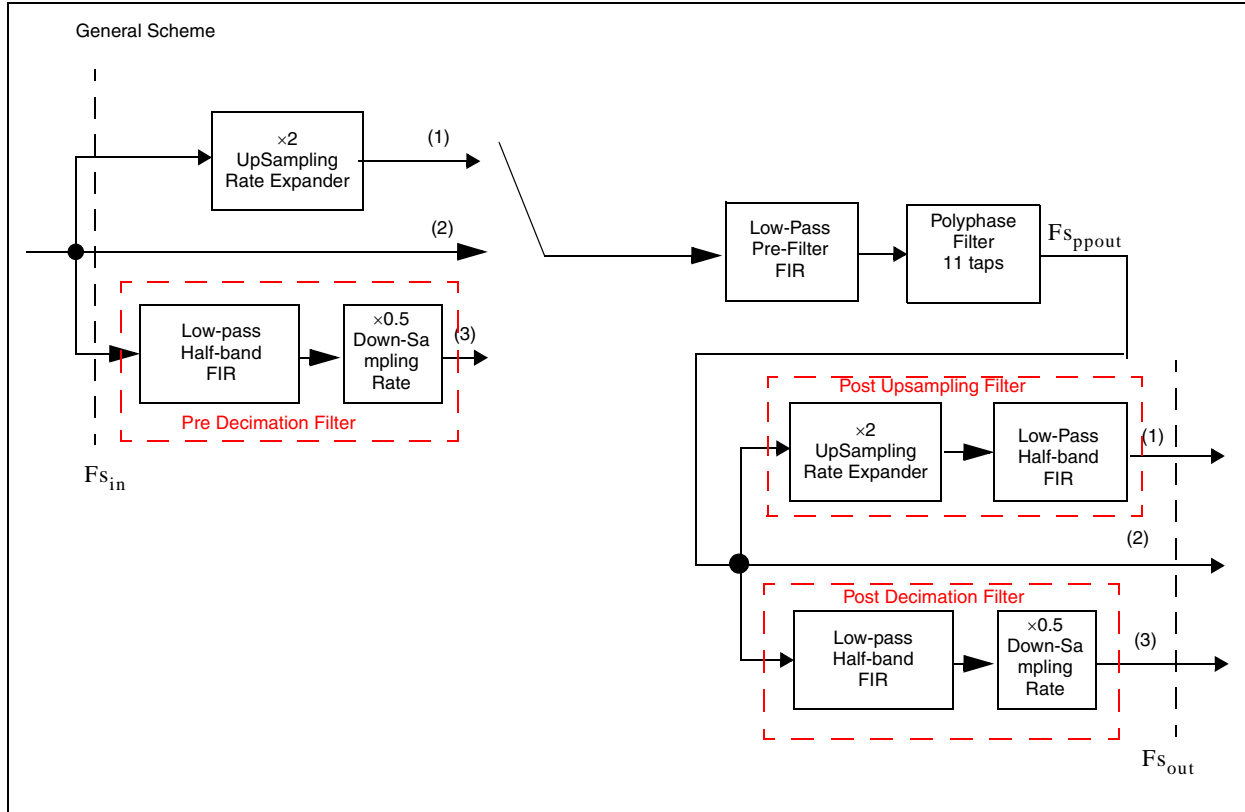 General Scheme
×2
UpSampling
Rate Expander
(1)
(2)
Low-pass
Half-band
FIR
×0.5
Down-Sa
mpling
Rate
(3)
Pre Decimation Filter
Fs_in
Low-Pass
Pre-Filter
FIR
Polyphase
Filter
11 taps
Fs_ppout
Post Upsampling Filter
×2
UpSampling
Rate Expander
Low-Pass
Half-band
FIR
(1)
(2)
Post Decimation Filter
Low-pass
Half-band
FIR
×0.5
Down-Sa
mpling
Rate
(3)
Fs_out